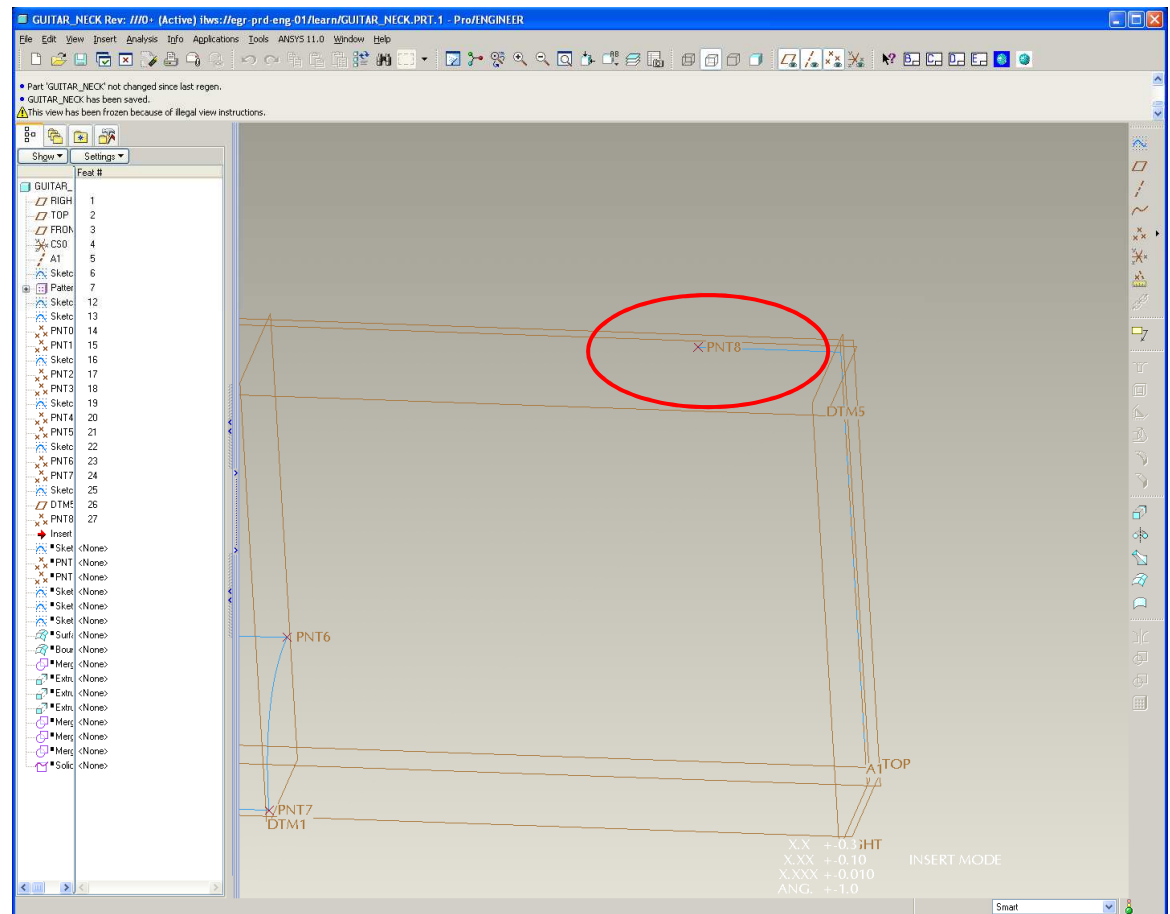 GUITAR_NECK Rev: ///0+ (Active) ilws://egr-prd-eng-01/learn/GUITAR_NECK.PRT.1 - Pro/ENGINEER
File Edit View Insert Analysis Info Applications Tools ANSYS 11.0 Window Help
• Part 'GUITAR_NECK' not changed since last regen.
• GUITAR_NECK has been saved.
This view has been frozen because of illegal view instructions.
Show Settings
Feat #
GUITAR_
RIGH 1
TOP 2
FRON 3
CS0 4
A1 5
Sketc 6
Patter 7
Sketc 12
Sketc 13
PNT0 14
PNT1 15
Sketc 16
PNT2 17
PNT3 18
Sketc 19
PNT4 20
PNT5 21
Sketc 22
PNT6 23
PNT7 24
Sketc 25
DTM5 26
PNT8 27
Insert
Sket <None>
PNT <None>
PNT <None>
Sket <None>
Sket <None>
Sket <None>
Surfa <None>
Bour <None>
Merg <None>
Extru <None>
Extru <None>
Extru <None>
Merg <None>
Merg <None>
Merg <None>
Solid <None>
PNT8
DTM5
PNT6
A1 TOP
PNT7
DTM1
X.X +-0.3 GHT
X.XX +-0.10 INSERT MODE
X.XXX +-0.010
ANG. +-1.0
Smart